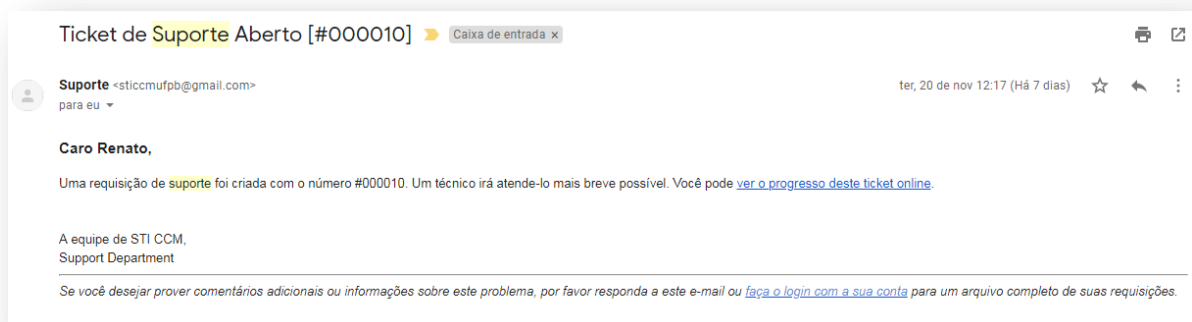 Ticket de Suporte Aberto [#000010] Caixa de entrada x
Suporte <sticcmufpb@gmail.com> ter, 20 de nov 12:17 (Há 7 dias)
para eu
Caro Renato,
Uma requisição de suporte foi criada com o número #000010. Um técnico irá atende-lo mais breve possível. Você pode ver o progresso deste ticket online.
A equipe de STI CCM,
Support Department
Se você desejar prover comentários adicionais ou informações sobre este problema, por favor responda a este e-mail ou faça o login com a sua conta para um arquivo completo de suas requisições.